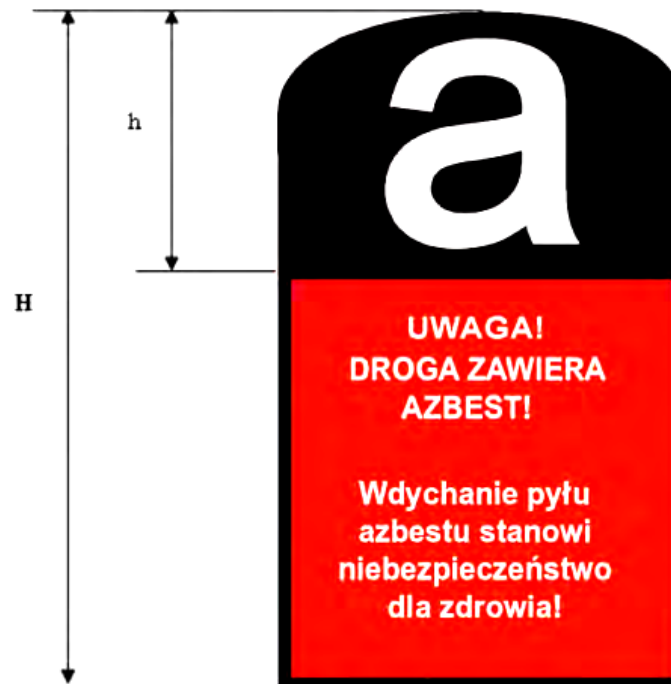 h
a
H
UWAGA!
DROGA ZAWIERA
AZBEST!
Wdychanie pyłu
azbestu stanowi
niebezpieczeństwo
dla zdrowia!